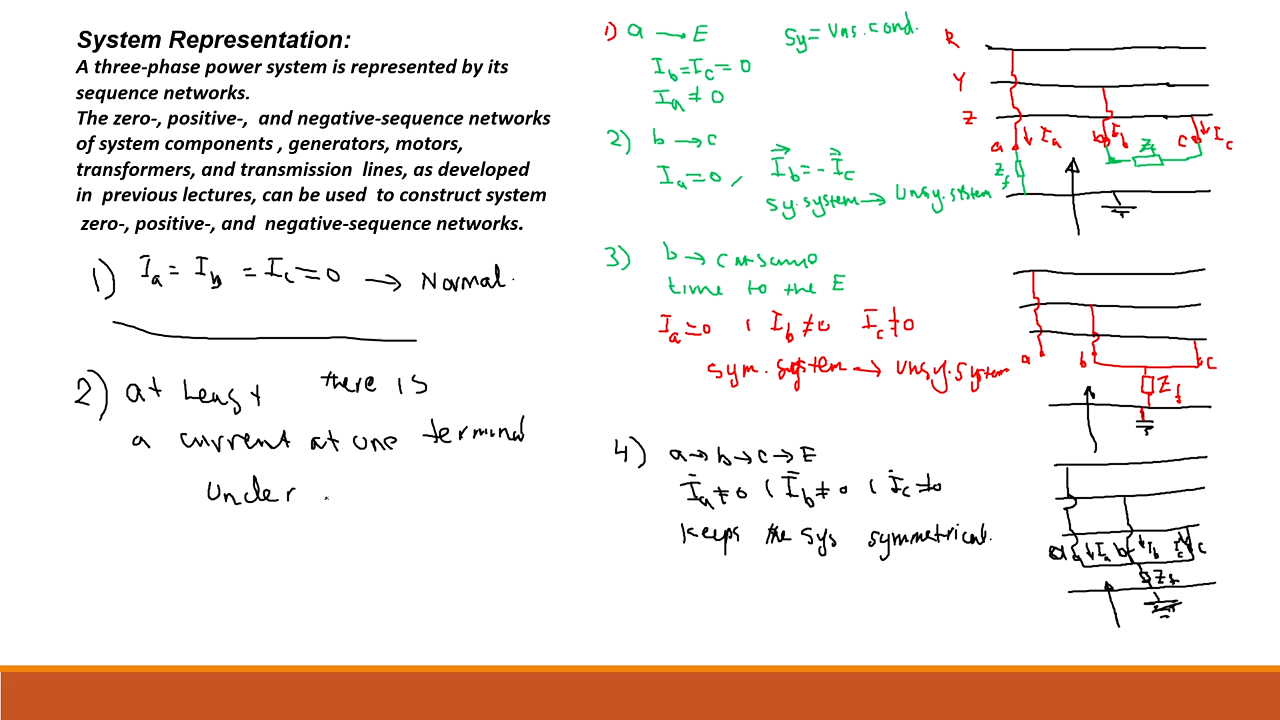 System Representation:
A three-phase power system is represented by its
sequence networks.
The zero-, positive-, and negative-sequence networks
of system components , generators, motors,
transformers, and transmission lines, as developed
in previous lectures, can be used to construct system
zero-, positive-, and negative-sequence networks.
1) Ia = Ib = Ic = 0 → Normal.
2) at Least there is
a current at one terminal
under
1) a → E
Sy = Uns. cond.
Ib = Ic = 0
Ia ≠ 0
2) b → c
Ia = 0, Ib = - Ic
sy. system → Unsy. system
3) b → c at same
time to the E
Ia = 0, Ib ≠ 0 Ic ≠ 0
sym. system → unsy. system
4) a → b → c → E
Ia ≠ 0, Ib ≠ 0, Ic ≠ 0
keeps the sys symmetrical.
R
Y
Z
a Ia b Ib c Ic
Zf Zf
a b c
Zf
a Ia b Ib Ic c
Zf